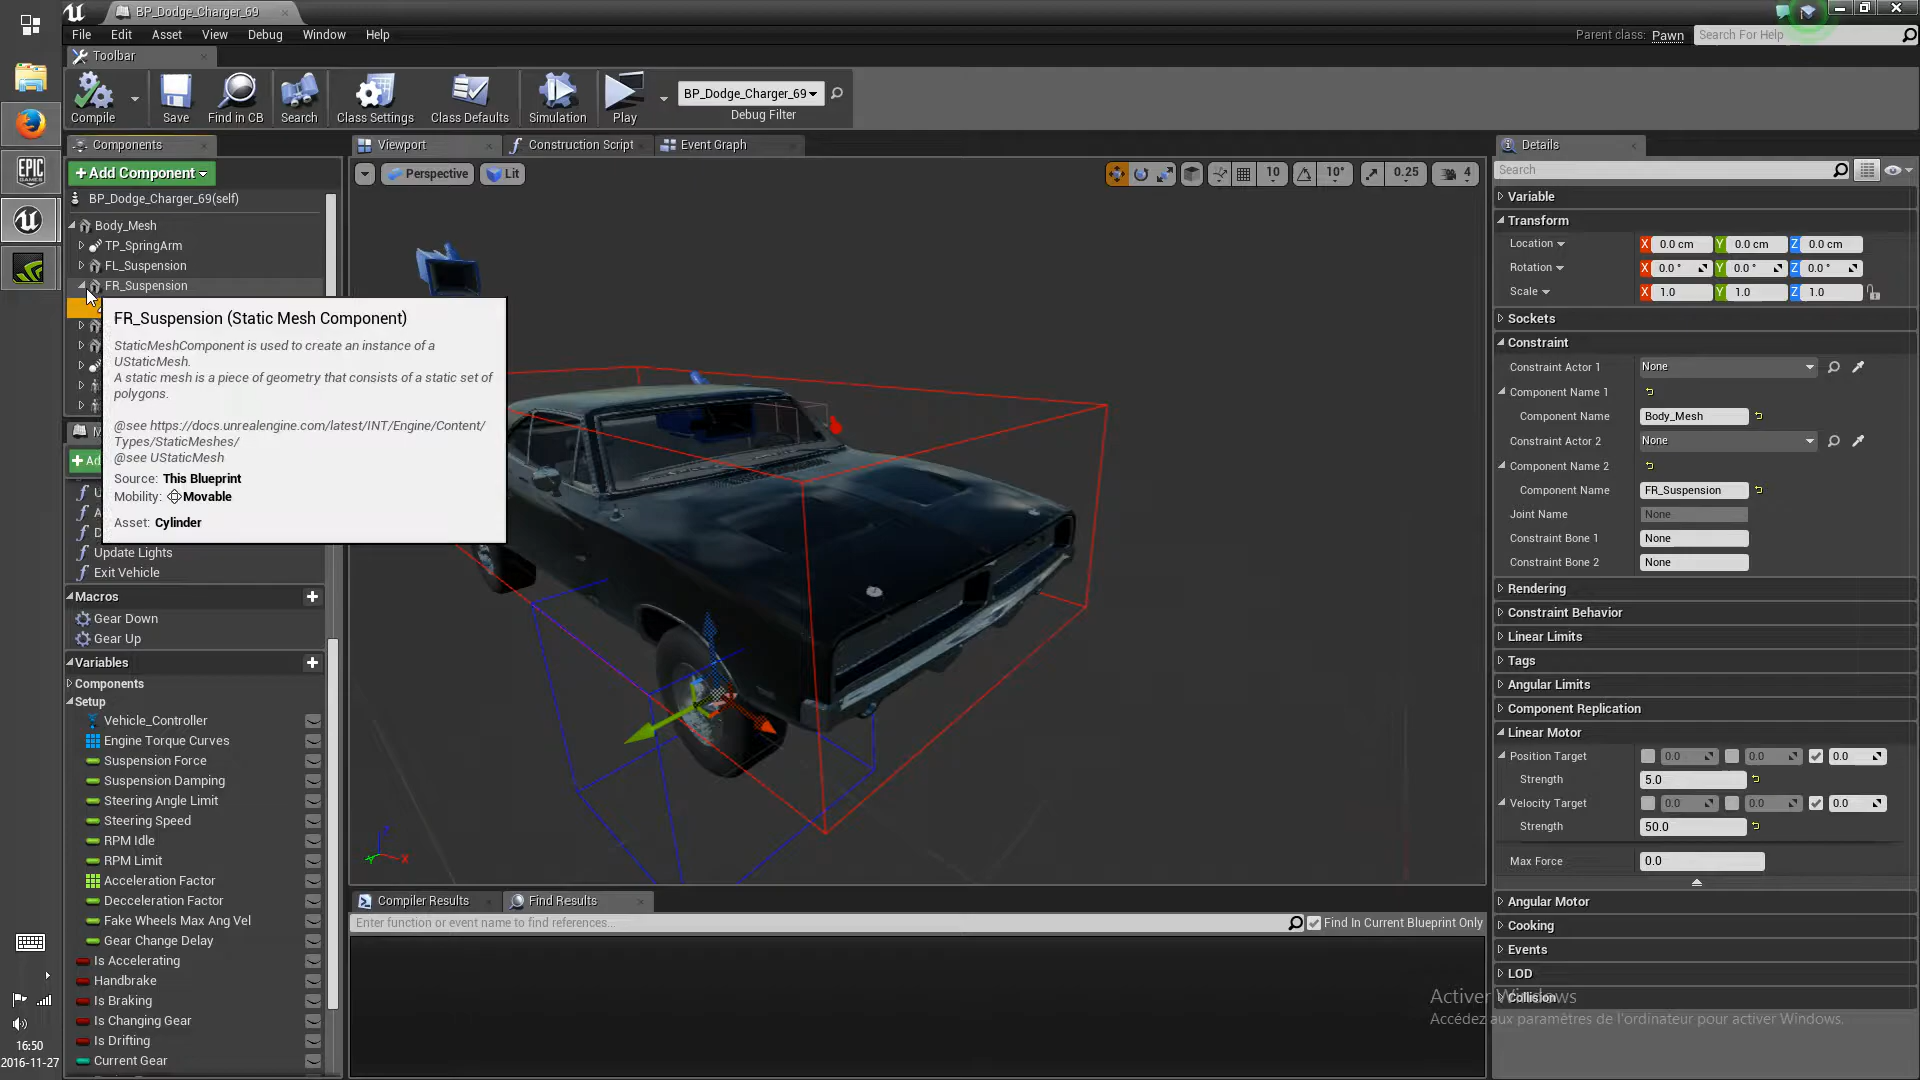 BP_Dodge_Charger_69
File Edit Asset View Debug Window Help
Parent class: Pawn
Search For Help
Toolbar
Compile
Save
Find in CB
Search
Class Settings
Class Defaults
Simulation
Play
BP_Dodge_Charger_69
Debug Filter
Components
+Add Component
BP_Dodge_Charger_69(self)
Body_Mesh
TP_SpringArm
FL_Suspension
FR_Suspension
FR_Suspension (Static Mesh Component)
StaticMeshComponent is used to create an instance of a
UStaticMesh.
A static mesh is a piece of geometry that consists of a static set of
polygons.
@see https://docs.unrealengine.com/latest/INT/Engine/Content/
Types/StaticMeshes/
@see UStaticMesh
Source: This Blueprint
Mobility: Movable
Asset: Cylinder
Update Lights
Exit Vehicle
Macros
Gear Down
Gear Up
Variables
Components
Setup
Vehicle_Controller
Engine Torque Curves
Suspension Force
Suspension Damping
Steering Angle Limit
Steering Speed
RPM Idle
RPM Limit
Acceleration Factor
Decceleration Factor
Fake Wheels Max Ang Vel
Gear Change Delay
Is Accelerating
Handbrake
Is Braking
Is Changing Gear
Is Drifting
Current Gear
Viewport
Construction Script
Event Graph
Perspective
Lit
10
10°
0.25
4
Z
X
Y
Compiler Results
Find Results
Enter function or event name to find references...
Find In Current Blueprint Only
Details
Search
Variable
Transform
Location X 0.0 cm Y 0.0 cm Z 0.0 cm
Rotation X 0.0 ° Y 0.0 ° Z 0.0 °
Scale X 1.0 Y 1.0 Z 1.0
Sockets
Constraint
Constraint Actor 1 None
Component Name 1
Component Name Body_Mesh
Constraint Actor 2 None
Component Name 2
Component Name FR_Suspension
Joint Name None
Constraint Bone 1 None
Constraint Bone 2 None
Rendering
Constraint Behavior
Linear Limits
Tags
Angular Limits
Component Replication
Linear Motor
Position Target 0.0 0.0 0.0
Strength 5.0
Velocity Target 0.0 0.0 0.0
Strength 50.0
Max Force 0.0
Angular Motor
Cooking
Events
LOD
Collision
Activer Windows
Accédez aux paramètres de l'ordinateur pour activer Windows.
EPIC
GAMES
16:50
2016-11-27